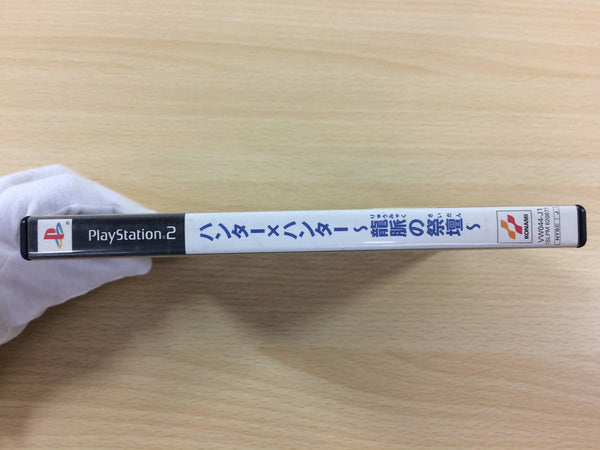 PlayStation 2
ハンター×ハンター ~龍脈の祭壇~
りゅうみゃく さいだん
KONAMI
VW044-J1
NTSC J